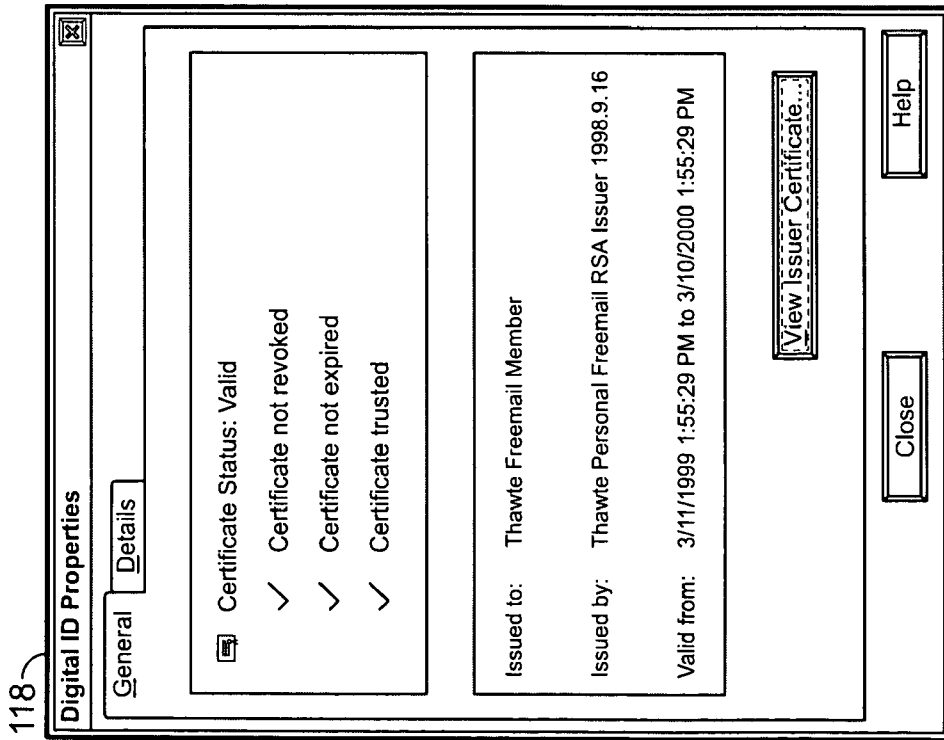 118
Digital ID Properties
General
Details
Certificate Status: Valid
Certificate not revoked
Certificate not expired
Certificate trusted
Issued to: Thawte Freemail Member
Issued by: Thawte Personal Freemail RSA Issuer 1998.9.16
Valid from: 3/11/1999 1:55:29 PM to 3/10/2000 1:55:29 PM
View Issuer Certificate...
Close
Help